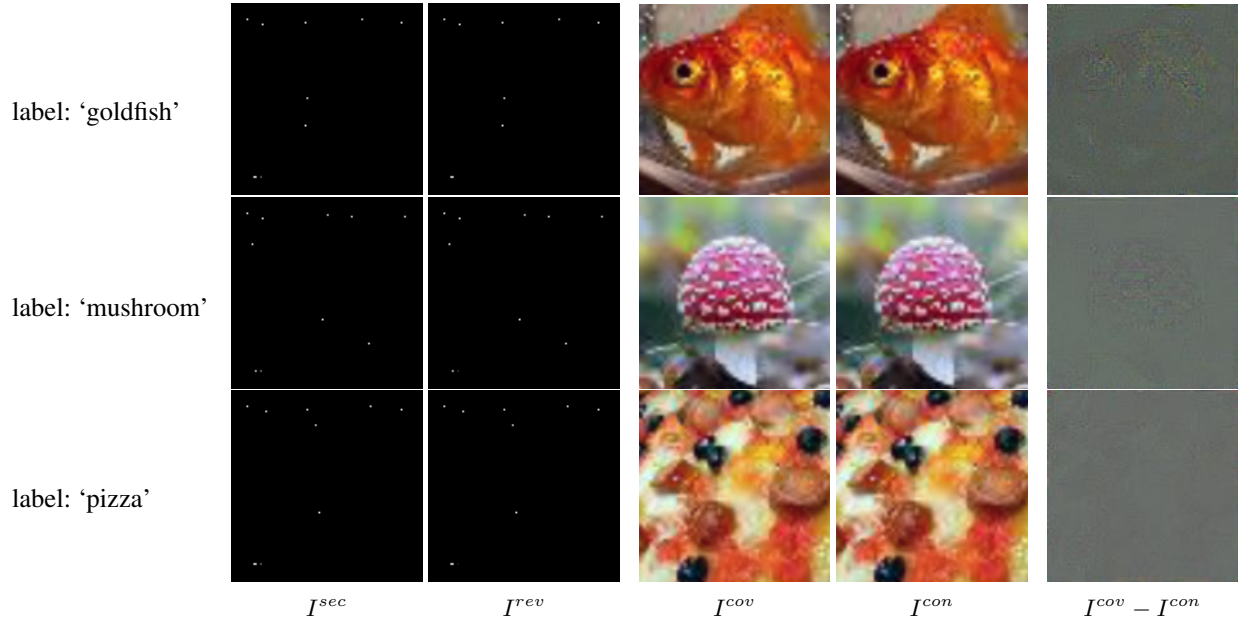 label: ‘goldfish’
label: ‘mushroom’
label: ‘pizza’
I^{sec} I^{rev} I^{cov} I^{con} I^{cov} − I^{con}